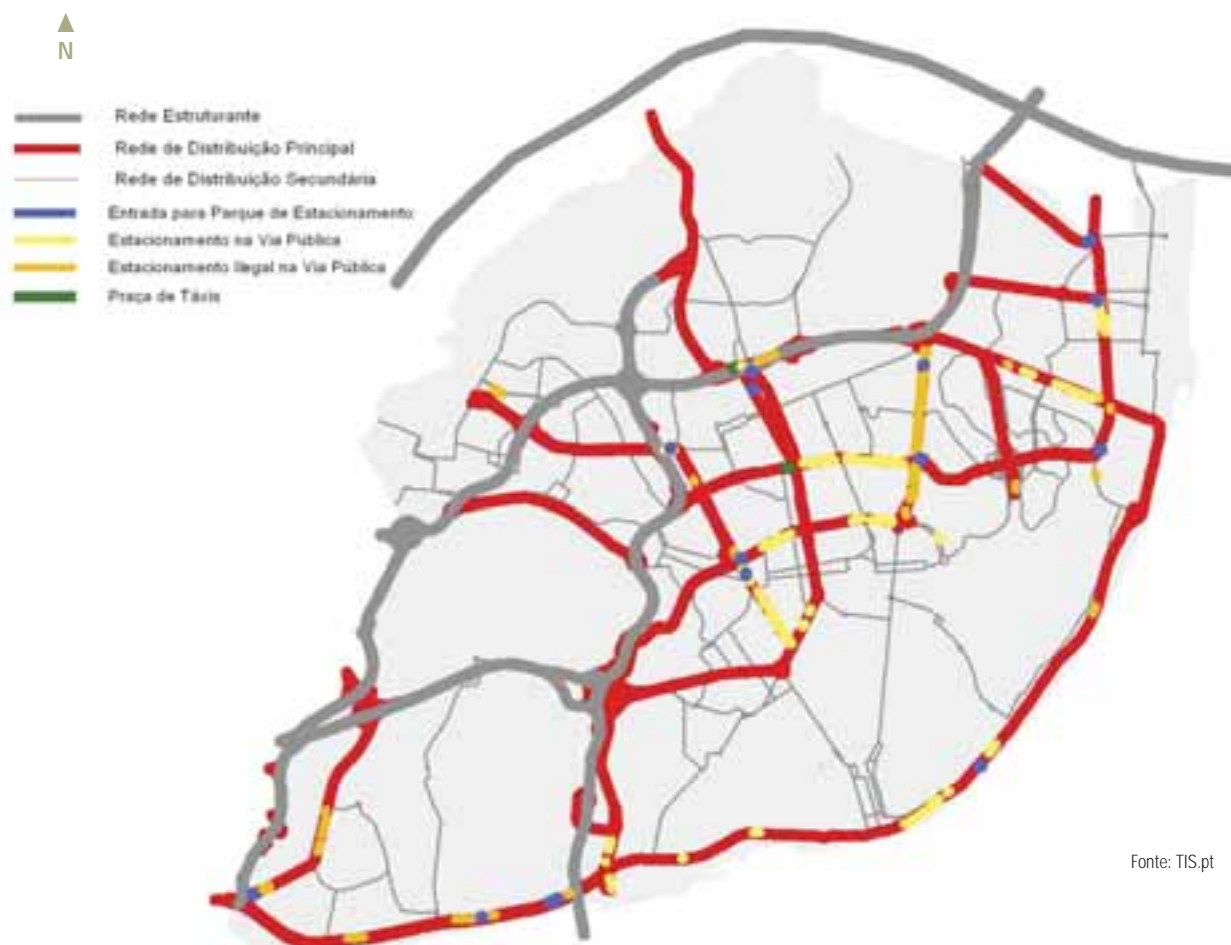 N
Rede Estruturante
Rede de Distribuição Principal
Rede de Distribuição Secundária
Entrada para Parque de Estacionamento
Estacionamento na Via Pública
Estacionamento Ilegal na Via Pública
Praça de Táxis
Fonte: TIS.pt